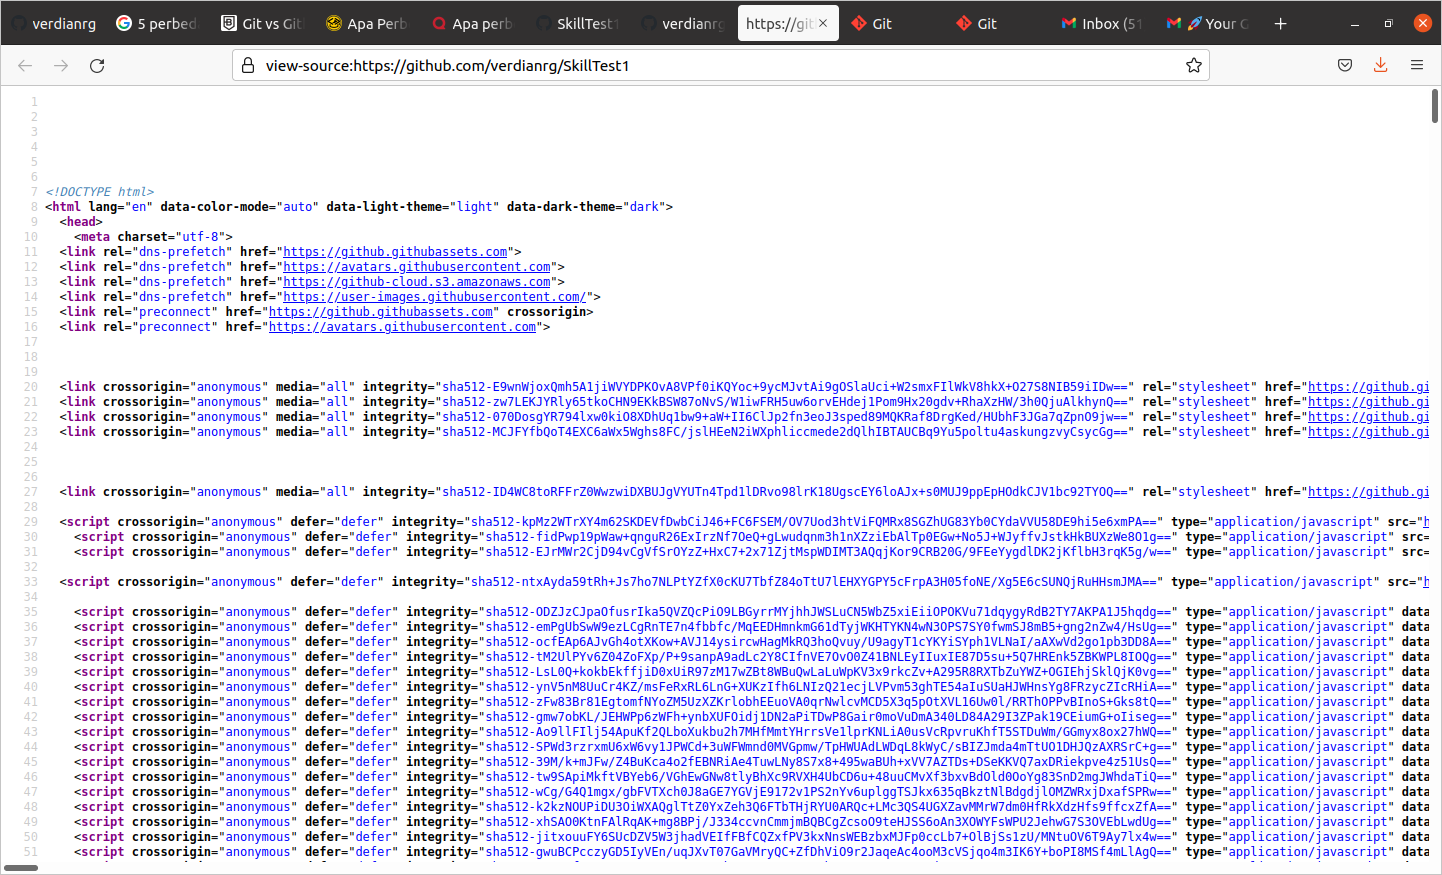 verdianrg
5 perbed
Git vs Git
Apa Perb
Apa perb
SkillTest1
verdianrg
https://git
Git
Git
Inbox (51
Your G
view-source:https://github.com/verdianrg/SkillTest1
1
2
3
4
5
6
7 <!DOCTYPE html>
8 <html lang="en" data-color-mode="auto" data-light-theme="light" data-dark-theme="dark">
9 <head>
10 <meta charset="utf-8">
11 <link rel="dns-prefetch" href="https://github.githubassets.com">
12 <link rel="dns-prefetch" href="https://avatars.githubusercontent.com">
13 <link rel="dns-prefetch" href="https://github-cloud.s3.amazonaws.com">
14 <link rel="dns-prefetch" href="https://user-images.githubusercontent.com/">
15 <link rel="preconnect" href="https://github.githubassets.com" crossorigin>
16 <link rel="preconnect" href="https://avatars.githubusercontent.com">
17
18
19
20 <link crossorigin="anonymous" media="all" integrity="sha512-E9wnWjoxQmh5A1jiWVYDPKOvA8VPf0iKQYoc+9ycMJvtAi9gOSlaUci+W2smxFIlWkV8hkX+O27S8NIB59iIDw==" rel="stylesheet" href="https://github.gi
21 <link crossorigin="anonymous" media="all" integrity="sha512-zw7LEKJYRly65tkoCHN9EKkBSW87oNvS/W1iwFRH5uw6orvEHdej1Pom9Hx20gdv+RhaXzHW/3h0QjuAlkhynQ==" rel="stylesheet" href="https://github.gi
22 <link crossorigin="anonymous" media="all" integrity="sha512-070DosgYR794lxw0kiO8XDhUq1bw9+aW+II6ClJp2fn3eoJ3sped89MQKRaf8DrgKed/HUbhF3JGa7qZpnO9jw==" rel="stylesheet" href="https://github.gi
23 <link crossorigin="anonymous" media="all" integrity="sha512-MCJFYfbQoT4EXC6aWx5Wghs8FC/jslHEeN2iWXphliccmede2dQlhIBTAUCBq9Yu5poltu4askungzvyCsycGg==" rel="stylesheet" href="https://github.gi
24
25
26
27 <link crossorigin="anonymous" media="all" integrity="sha512-ID4WC8toRFFrZ0WwzwiDXBUJgVYUTn4Tpd1lDRvo98lrK18UgscEY6loAJx+s0MUJ9ppEpHOdkCJV1bc92TYOQ==" rel="stylesheet" href="https://github.gi
28
29 <script crossorigin="anonymous" defer="defer" integrity="sha512-kpMz2WTrXY4m62SKDEVfDwbCiJ46+FC6FSEM/OV7Uod3htViFQMRx8SGZhUG83Yb0CYdaVVU58DE9hi5e6xmPA==" type="application/javascript" src="h
30 <script crossorigin="anonymous" defer="defer" integrity="sha512-fidPwp19pWaw+qnguR26ExIrzNf7OeQ+gLwudqnm3h1nXZziEbAlTp0EGw+No5J+WJyffvJstkHkBUXzWe8O1g==" type="application/javascript" src=
31 <script crossorigin="anonymous" defer="defer" integrity="sha512-EJrMWr2CjD94vCgVfSrOYzZ+HxC7+2x71ZjtMspWDIMT3AQqjKor9CRB20G/9FEeYygdlDK2jKflbH3rqK5g/w==" type="application/javascript" src=
32
33 <script crossorigin="anonymous" defer="defer" integrity="sha512-ntxAyda59tRh+Js7ho7NLPtYZfX0cKU7TbfZ84oTtU7lEHXYGPY5cFrpA3H05foNE/Xg5E6cSUNQjRuHHsmJMA==" type="application/javascript" src="h
34
35 <script crossorigin="anonymous" defer="defer" integrity="sha512-ODZJzCJpaOfusrIka5QVZQcPiO9LBGyrrMYjhhJWSLuCN5WbZ5xiEiiOPOKVu71dqygyRdB2TY7AKPA1J5hqdg==" type="application/javascript" data
36 <script crossorigin="anonymous" defer="defer" integrity="sha512-emPgUbSwW9ezLCgRnTE7n4fbbfc/MqEEDHmnkmG61dTyjWKHTYKN4wN3OPS7SY0fwmSJ8mB5+gng2nZw4/HsUg==" type="application/javascript" data
37 <script crossorigin="anonymous" defer="defer" integrity="sha512-ocfEAp6AJvGh4otXKow+AVJ14ysircwHagMkRQ3hoQvuy/U9agyT1cYKYiSYph1VLNaI/aAXwVd2go1pb3DD8A==" type="application/javascript" data
38 <script crossorigin="anonymous" defer="defer" integrity="sha512-tM2UlPYv6Z04ZoFXp/P+9sanpA9adLc2Y8CIfnVE7OvO0Z41BNLEyIIuxIE87D5su+5Q7HREnk5ZBKWPL8IOQg==" type="application/javascript" data
39 <script crossorigin="anonymous" defer="defer" integrity="sha512-LsL0Q+kokbEkffjiD0xUiR97zM17wZBt8WBuQwLaLuWpKV3x9rkcZv+A295R8RXTbZuYWZ+OGIEhjSklQjK0vg==" type="application/javascript" data
40 <script crossorigin="anonymous" defer="defer" integrity="sha512-ynV5nM8UuCr4KZ/msFeRxRL6LnG+XUKzIfh6LNIzQ21ecjLVPvm53ghTE54aIuSUaHJWHnsYg8FRzycZIcRHiA==" type="application/javascript" data
41 <script crossorigin="anonymous" defer="defer" integrity="sha512-zFw83Br81EgtomfNYoZM5UzXZKrlobhEEuoVA0qrNwlcvMCD5X3q5pOtXVL16Uw0l/RRThOPPvBInoS+Gks8tQ==" type="application/javascript" data
42 <script crossorigin="anonymous" defer="defer" integrity="sha512-gmw7obKL/JEHWPp6zWFh+ynbXUFOidj1DN2aPiTDwP8Gair0moVuDmA340LD84A29I3ZPak19CEiumG+oIiseg==" type="application/javascript" data
43 <script crossorigin="anonymous" defer="defer" integrity="sha512-Ao9llFIlj54ApuKf2QLboXukbu2h7MHfMmtYHrrsVe1lprKNLiA0usVcRpvruKhfT5STDuWm/GGmyx8ox27hWQ==" type="application/javascript" data
44 <script crossorigin="anonymous" defer="defer" integrity="sha512-SPWd3rzrxmU6xW6vy1JPWCd+3uWFWmnd0MVGpmw/TpHWUAdLWDqL8kWyC/sBIZJmda4mTtUO1DHJQzAXRSrC+g==" type="application/javascript" data
45 <script crossorigin="anonymous" defer="defer" integrity="sha512-39M/k+mJFw/Z4BuKca4o2fEBNRiAe4TuwLNy8S7x8+495waBUh+xVV7AZTDs+DSeKKVQ7axDRiekpve4z51UsQ==" type="application/javascript" data
46 <script crossorigin="anonymous" defer="defer" integrity="sha512-tw9SApiMkftVBYeb6/VGhEwGNw8tlyBhXc9RVXH4UbCD6u+48uuCMvXf3bxvBdOld0OoYg83SnD2mgJWhdaTiQ==" type="application/javascript" data
47 <script crossorigin="anonymous" defer="defer" integrity="sha512-wCg/G4Q1mgx/gbFVTXch0J8aGE7YGVjE9172v1PS2nYv6uplggTSJkx635qBktzNlBdgdjlOMZWRxjDxafSPRw==" type="application/javascript" data
48 <script crossorigin="anonymous" defer="defer" integrity="sha512-k2kzNOUPiDU3OiWXAQglTtZ0YxZeh3Q6FTbTHjRYU0ARQc+LMc3QS4UGXZavMMrW7dm0HfRkXdzHfs9ffcxZfA==" type="application/javascript" data
49 <script crossorigin="anonymous" defer="defer" integrity="sha512-xhSAO0KtnFAlRqAK+mg8BPj/J334ccvnCmmjmBQBCgZcsoO9teHJSS6oAn3XOWYFsWPU2JehwG7S3OVEbLwdUg==" type="application/javascript" data
50 <script crossorigin="anonymous" defer="defer" integrity="sha512-jitxouuFY6SUcDZV5W3jhadVEIfFBfCQZxfPV3kxNnsWEBzbxMJFp0ccLb7+OlBjSs1zU/MNtuOV6T9Ay7lx4w==" type="application/javascript" data
51 <script crossorigin="anonymous" defer="defer" integrity="sha512-gwuBCPcczyGD5IyVEn/uqJXvT07GaVMryQC+ZfDhViO9r2JaqeAc4ooM3cVSjqo4m3IK6Y+boPI8MSf4mLlAgQ==" type="application/javascript" data